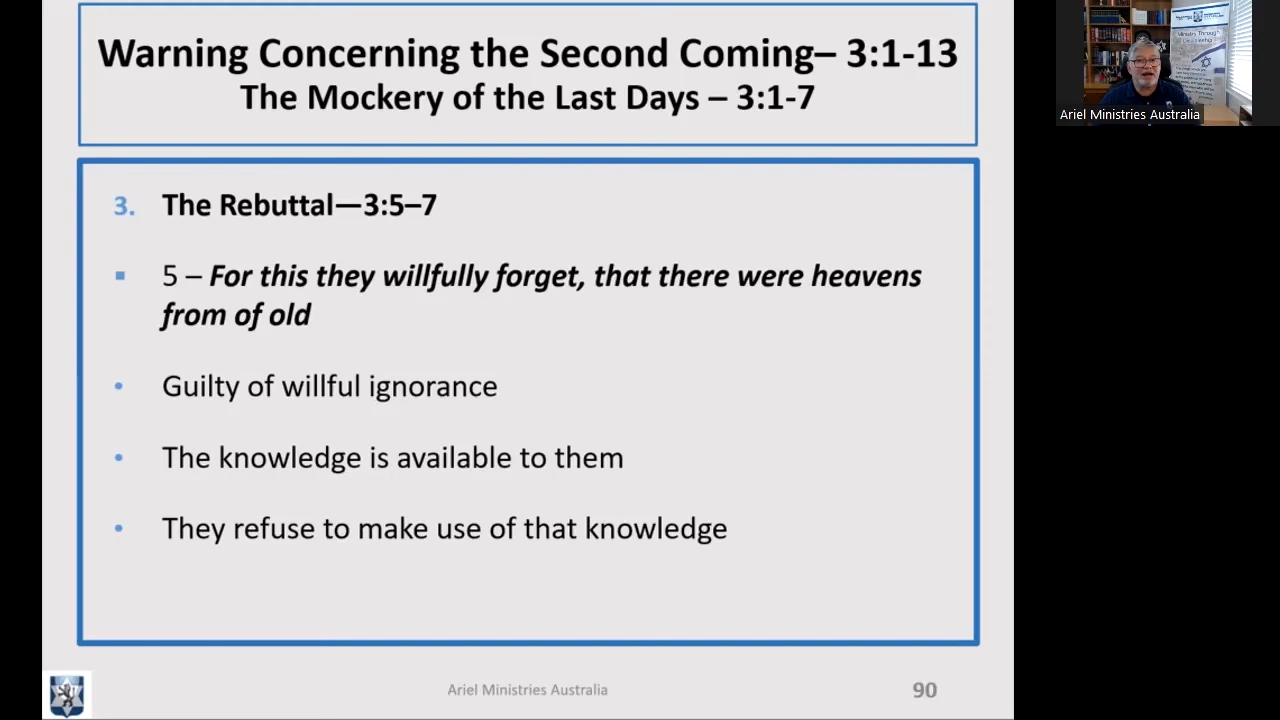 Warning Concerning the Second Coming– 3:1-13
The Mockery of the Last Days – 3:1-7
3. The Rebuttal—3:5–7
▪ 5 – For this they willfully forget, that there were heavens
from of old
• Guilty of willful ignorance
• The knowledge is available to them
• They refuse to make use of that knowledge
Ariel Ministries Australia
90
Ministry Through
Discipleship
Ariel Ministries Australia